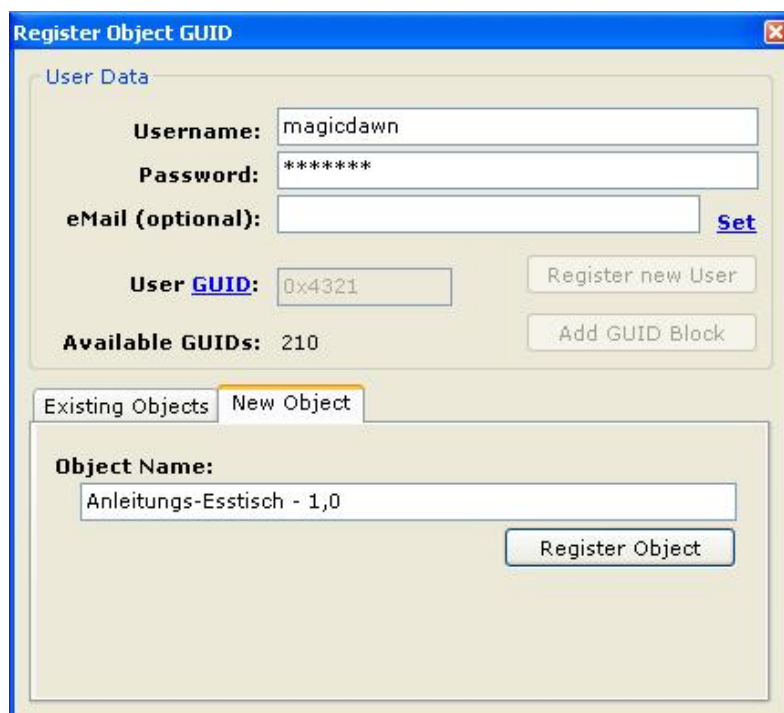 Register Object GUID
User Data
Username: magicdawn
Password: *******
eMail (optional): Set
User GUID: 0x4321 Register new User
Available GUIDs: 210 Add GUID Block
Existing Objects New Object
Object Name:
Anleitungs-Esstisch - 1,0
Register Object